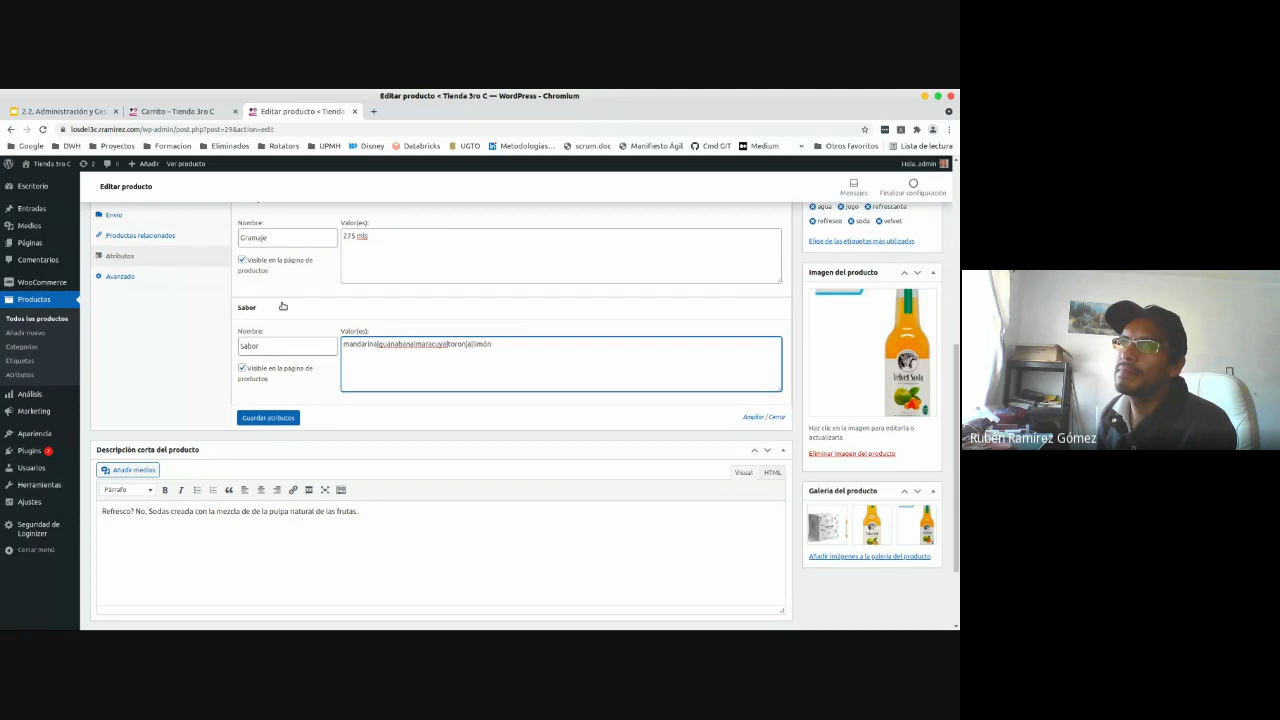 Editar producto < Tienda 3ro C — WordPress - Chromium
2.2. Administración y Ges
Carrito – Tienda 3ro C
Editar producto < Tienda
losdel3c.rramirez.com/wp-admin/post.php?post=29&action=edit
Google
DWH
Proyectos
Formacion
Eliminados
Rotators
UPMH
Disney
Databricks
UGTO
Metodologías...
scrum.doc
Manifiesto Ágil
Cmd GIT
Medium
»
Otros favoritos
Lista de lectura
Tienda 3ro C
2
Añadir
Ver producto
Hola, admin
Escritorio
Entradas
Medios
Páginas
Comentarios
WooCommerce
Productos
Todos los productos
Añadir nuevo
Categorías
Etiquetas
Atributos
Análisis
Marketing
Apariencia
Plugins 2
Usuarios
Herramientas
Ajustes
Seguridad de
Loginizer
Cerrar menú
Editar producto
Mensajes
Finalizar configuración
Envío
Productos relacionados
Atributos
Avanzado
Nombre:
Valor(es):
Gramaje
275 mls
Visible en la página de
productos
Sabor
Nombre:
Valor(es):
Sabor
mandarina|guanabana|maracuya|toronja|limón
Visible en la página de
productos
Guardar atributos
Ampliar / Cerrar
Descripción corta del producto
Añadir medios
Visual
HTML
Párrafo
B I
Refresco? No, Sodas creada con la mezcla de de la pulpa natural de las frutas.
agua
jugo
refrescante
refresco
soda
velvet
Elige de las etiquetas más utilizadas
Imagen del producto
Velvet Soda
Haz clic en la imagen para editarla o
actualizarla
Eliminar imagen del producto
Galería del producto
Añadir imágenes a la galería del producto
Rubén Ramírez Gómez